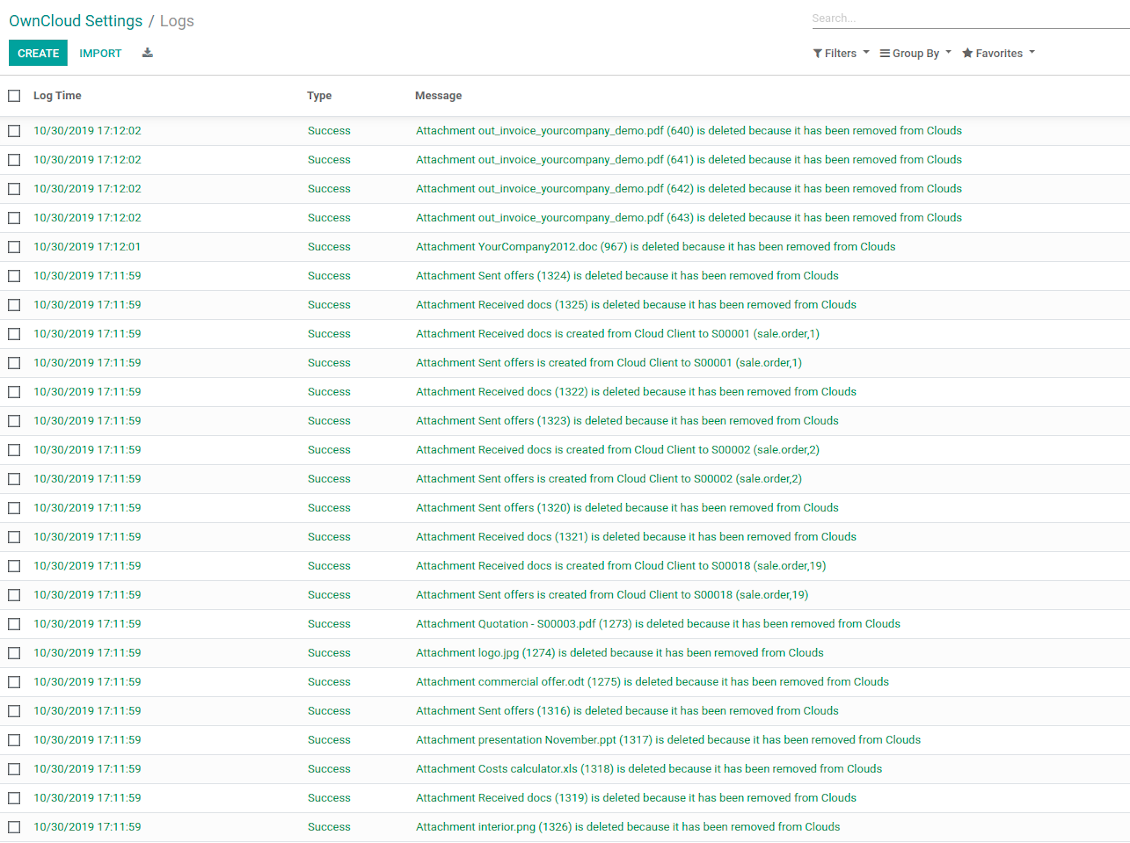 OwnCloud Settings / Logs
Search...
CREATE IMPORT
Filters Group By Favorites
Log Time Type Message
10/30/2019 17:12:02 Success Attachment out_invoice_yourcompany_demo.pdf (640) is deleted because it has been removed from Clouds
10/30/2019 17:12:02 Success Attachment out_invoice_yourcompany_demo.pdf (641) is deleted because it has been removed from Clouds
10/30/2019 17:12:02 Success Attachment out_invoice_yourcompany_demo.pdf (642) is deleted because it has been removed from Clouds
10/30/2019 17:12:02 Success Attachment out_invoice_yourcompany_demo.pdf (643) is deleted because it has been removed from Clouds
10/30/2019 17:12:01 Success Attachment YourCompany2012.doc (967) is deleted because it has been removed from Clouds
10/30/2019 17:11:59 Success Attachment Sent offers (1324) is deleted because it has been removed from Clouds
10/30/2019 17:11:59 Success Attachment Received docs (1325) is deleted because it has been removed from Clouds
10/30/2019 17:11:59 Success Attachment Received docs is created from Cloud Client to S00001 (sale.order,1)
10/30/2019 17:11:59 Success Attachment Sent offers is created from Cloud Client to S00001 (sale.order,1)
10/30/2019 17:11:59 Success Attachment Received docs (1322) is deleted because it has been removed from Clouds
10/30/2019 17:11:59 Success Attachment Sent offers (1323) is deleted because it has been removed from Clouds
10/30/2019 17:11:59 Success Attachment Received docs is created from Cloud Client to S00002 (sale.order,2)
10/30/2019 17:11:59 Success Attachment Sent offers is created from Cloud Client to S00002 (sale.order,2)
10/30/2019 17:11:59 Success Attachment Sent offers (1320) is deleted because it has been removed from Clouds
10/30/2019 17:11:59 Success Attachment Received docs (1321) is deleted because it has been removed from Clouds
10/30/2019 17:11:59 Success Attachment Received docs is created from Cloud Client to S00018 (sale.order,19)
10/30/2019 17:11:59 Success Attachment Sent offers is created from Cloud Client to S00018 (sale.order,19)
10/30/2019 17:11:59 Success Attachment Quotation - S00003.pdf (1273) is deleted because it has been removed from Clouds
10/30/2019 17:11:59 Success Attachment logo.jpg (1274) is deleted because it has been removed from Clouds
10/30/2019 17:11:59 Success Attachment commercial offer.odt (1275) is deleted because it has been removed from Clouds
10/30/2019 17:11:59 Success Attachment Sent offers (1316) is deleted because it has been removed from Clouds
10/30/2019 17:11:59 Success Attachment presentation November.ppt (1317) is deleted because it has been removed from Clouds
10/30/2019 17:11:59 Success Attachment Costs calculator.xls (1318) is deleted because it has been removed from Clouds
10/30/2019 17:11:59 Success Attachment Received docs (1319) is deleted because it has been removed from Clouds
10/30/2019 17:11:59 Success Attachment interior.png (1326) is deleted because it has been removed from Clouds